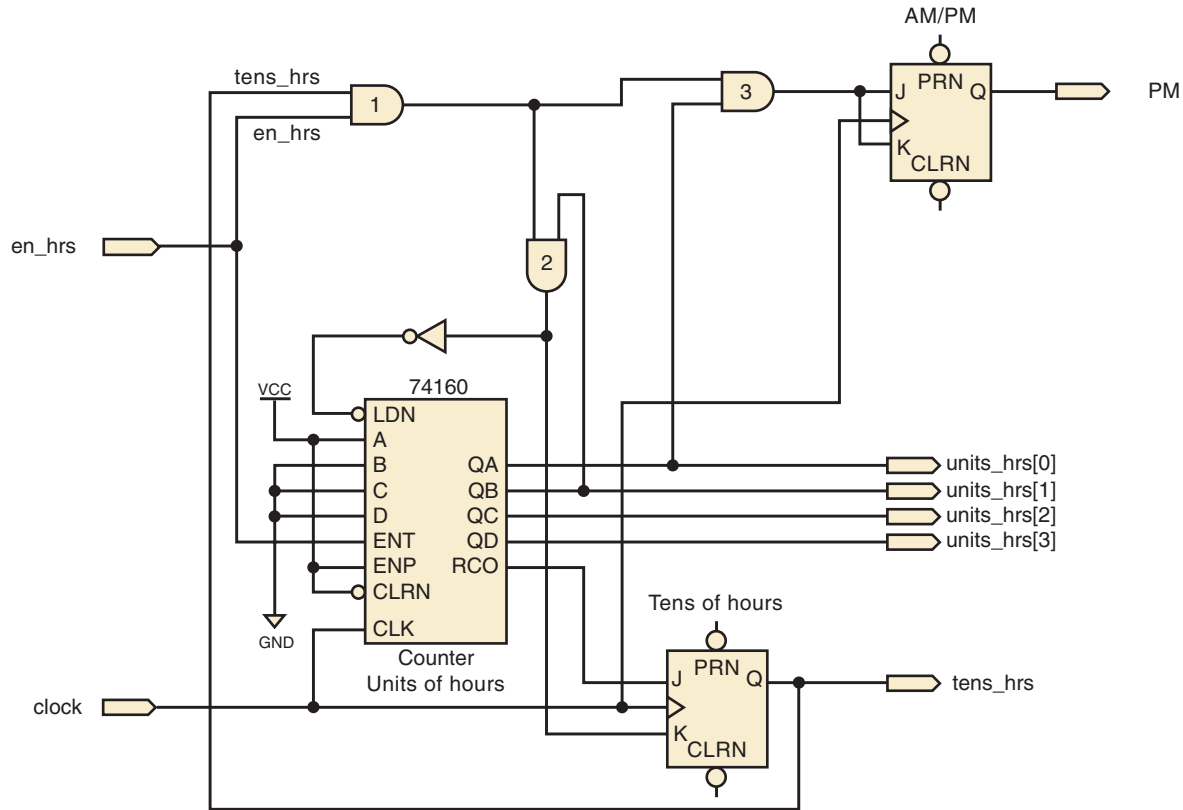 AM/PM
tens_hrs
1
en_hrs
3
J PRN Q
K
CLRN
PM
en_hrs
2
VCC
74160
LDN
A
B QA
C QB
D QC
ENT QD
ENP RCO
CLRN
CLK
GND
Counter
Units of hours
units_hrs[0]
units_hrs[1]
units_hrs[2]
units_hrs[3]
Tens of hours
PRN
J Q
K
CLRN
tens_hrs
clock